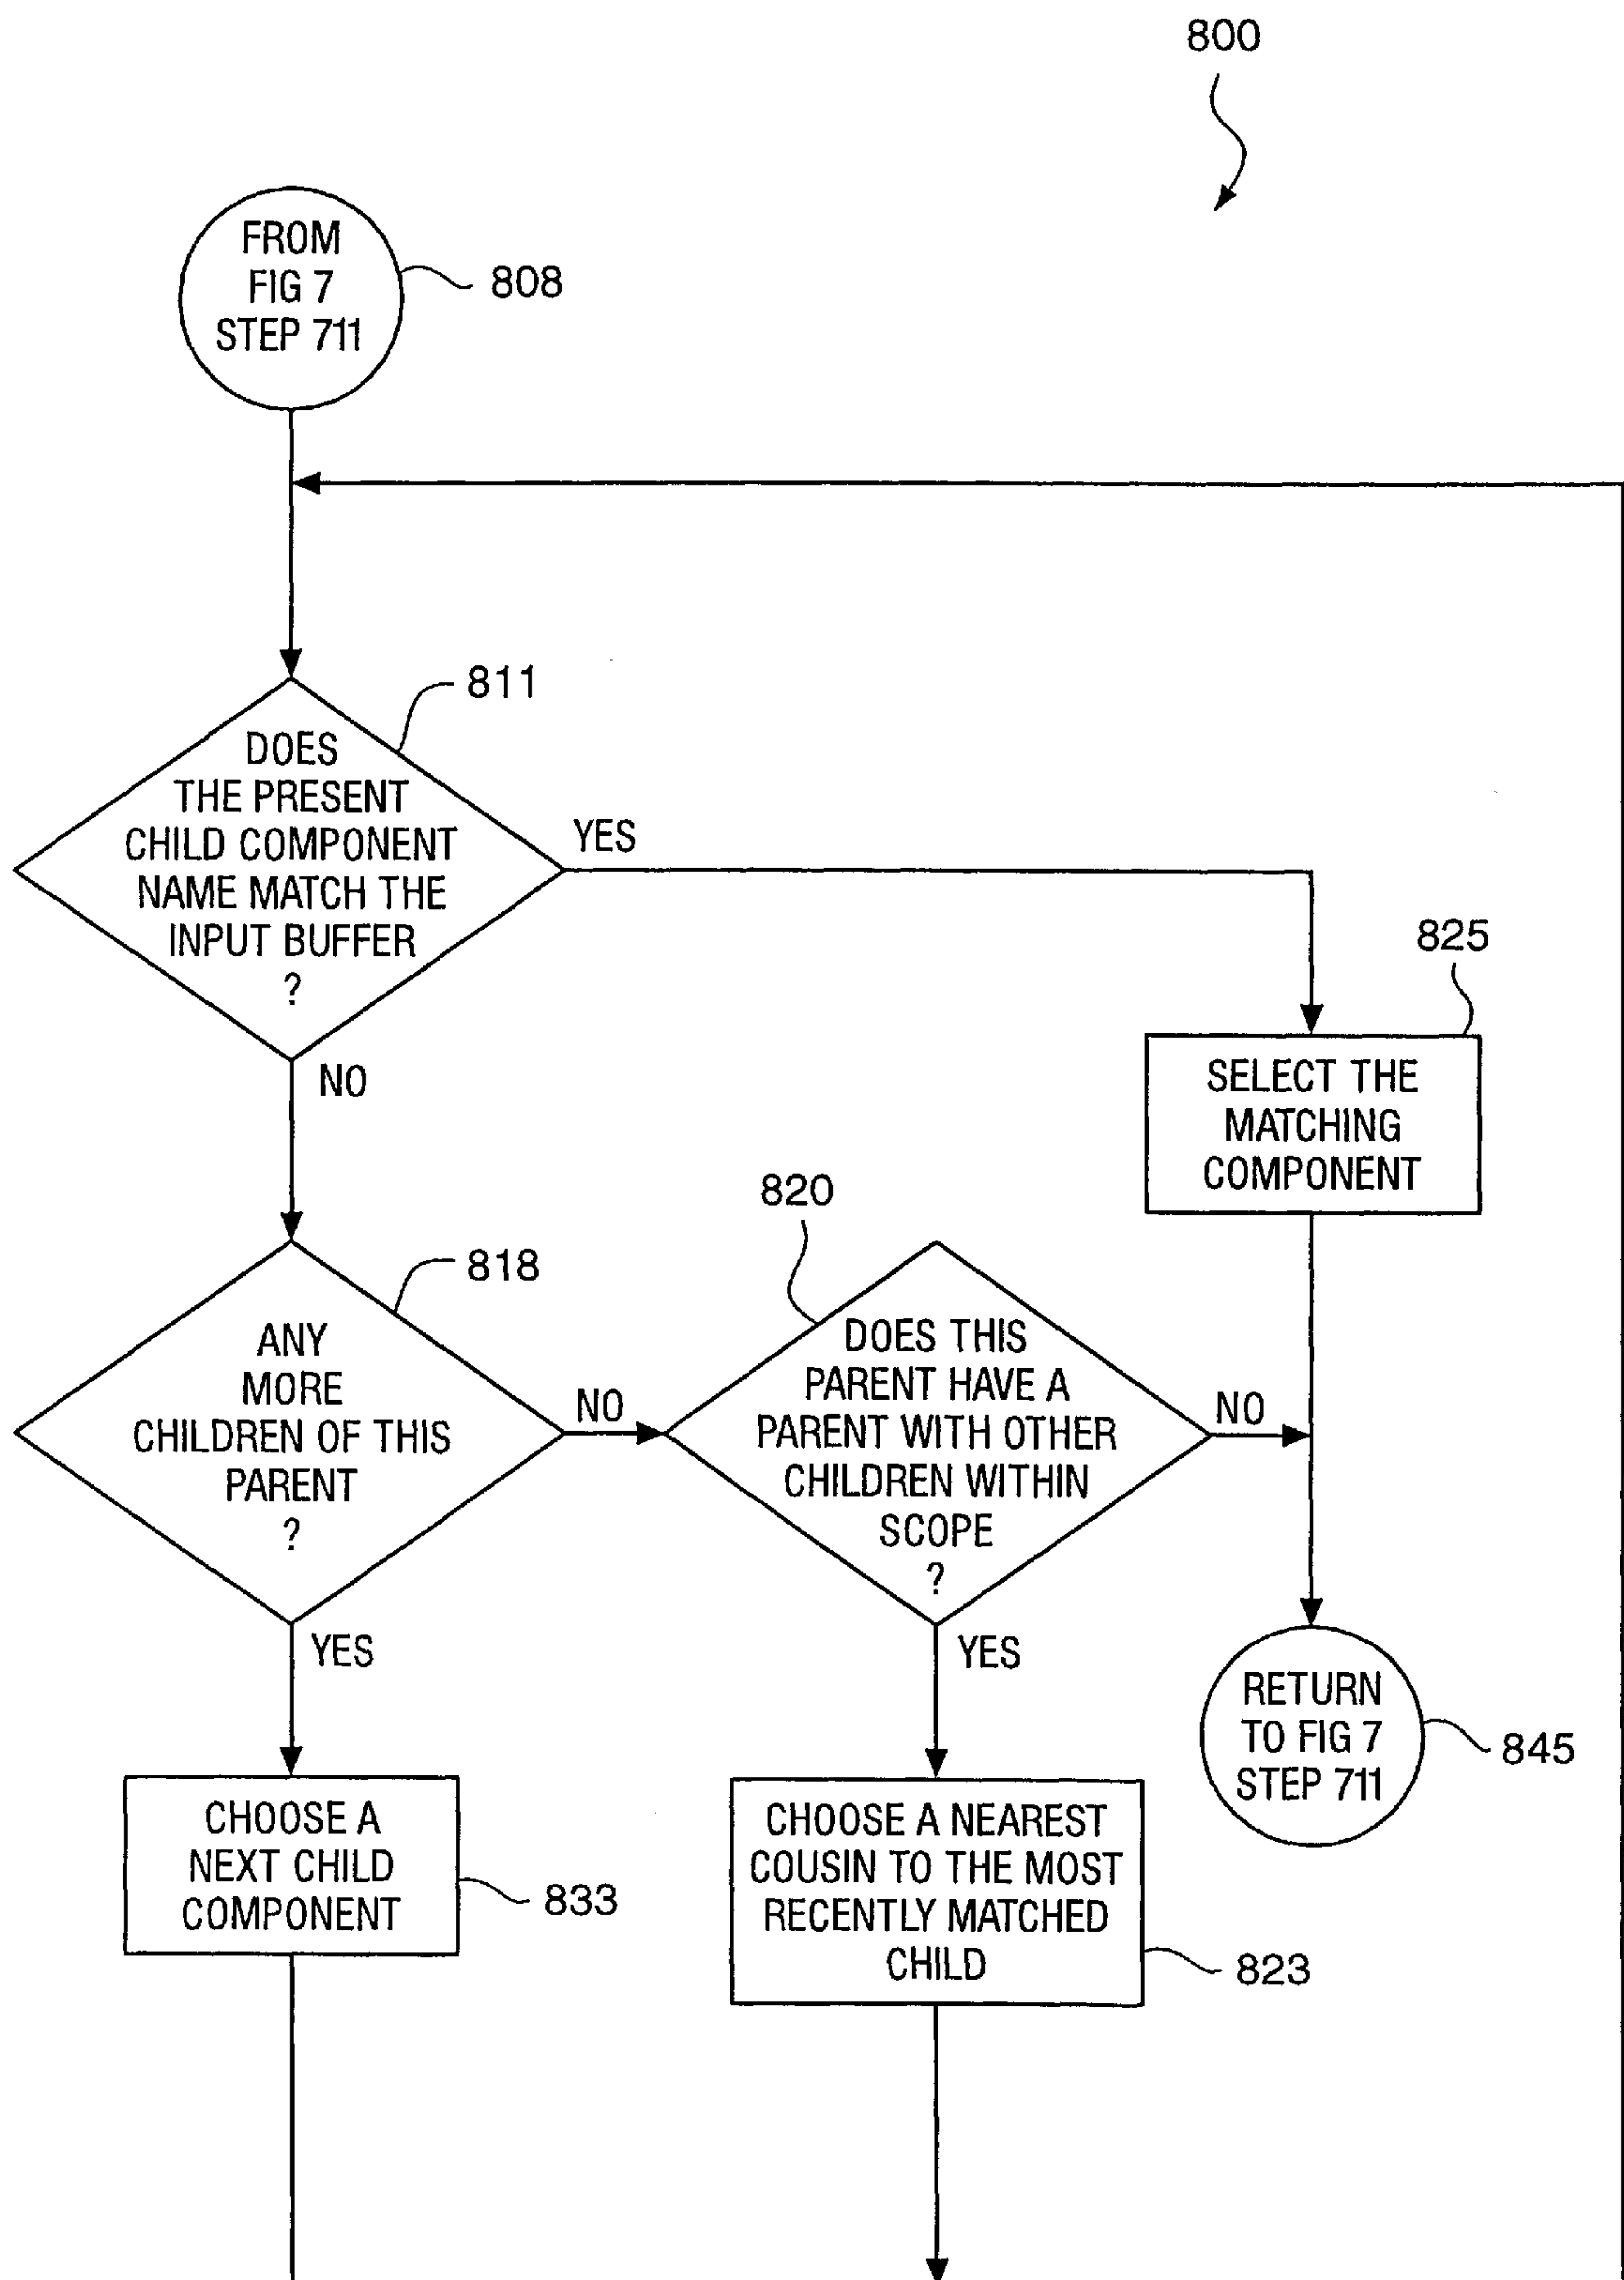 800
FROM
FIG 7
STEP 711
808
DOES
THE PRESENT
CHILD COMPONENT
NAME MATCH THE
INPUT BUFFER
?
811
YES
NO
825
SELECT THE
MATCHING
COMPONENT
ANY
MORE
CHILDREN OF THIS
PARENT
?
818
NO
YES
820
DOES THIS
PARENT HAVE A
PARENT WITH OTHER
CHILDREN WITHIN
SCOPE
?
NO
YES
RETURN
TO FIG 7
STEP 711
845
CHOOSE A
NEXT CHILD
COMPONENT
833
CHOOSE A NEAREST
COUSIN TO THE MOST
RECENTLY MATCHED
CHILD
823